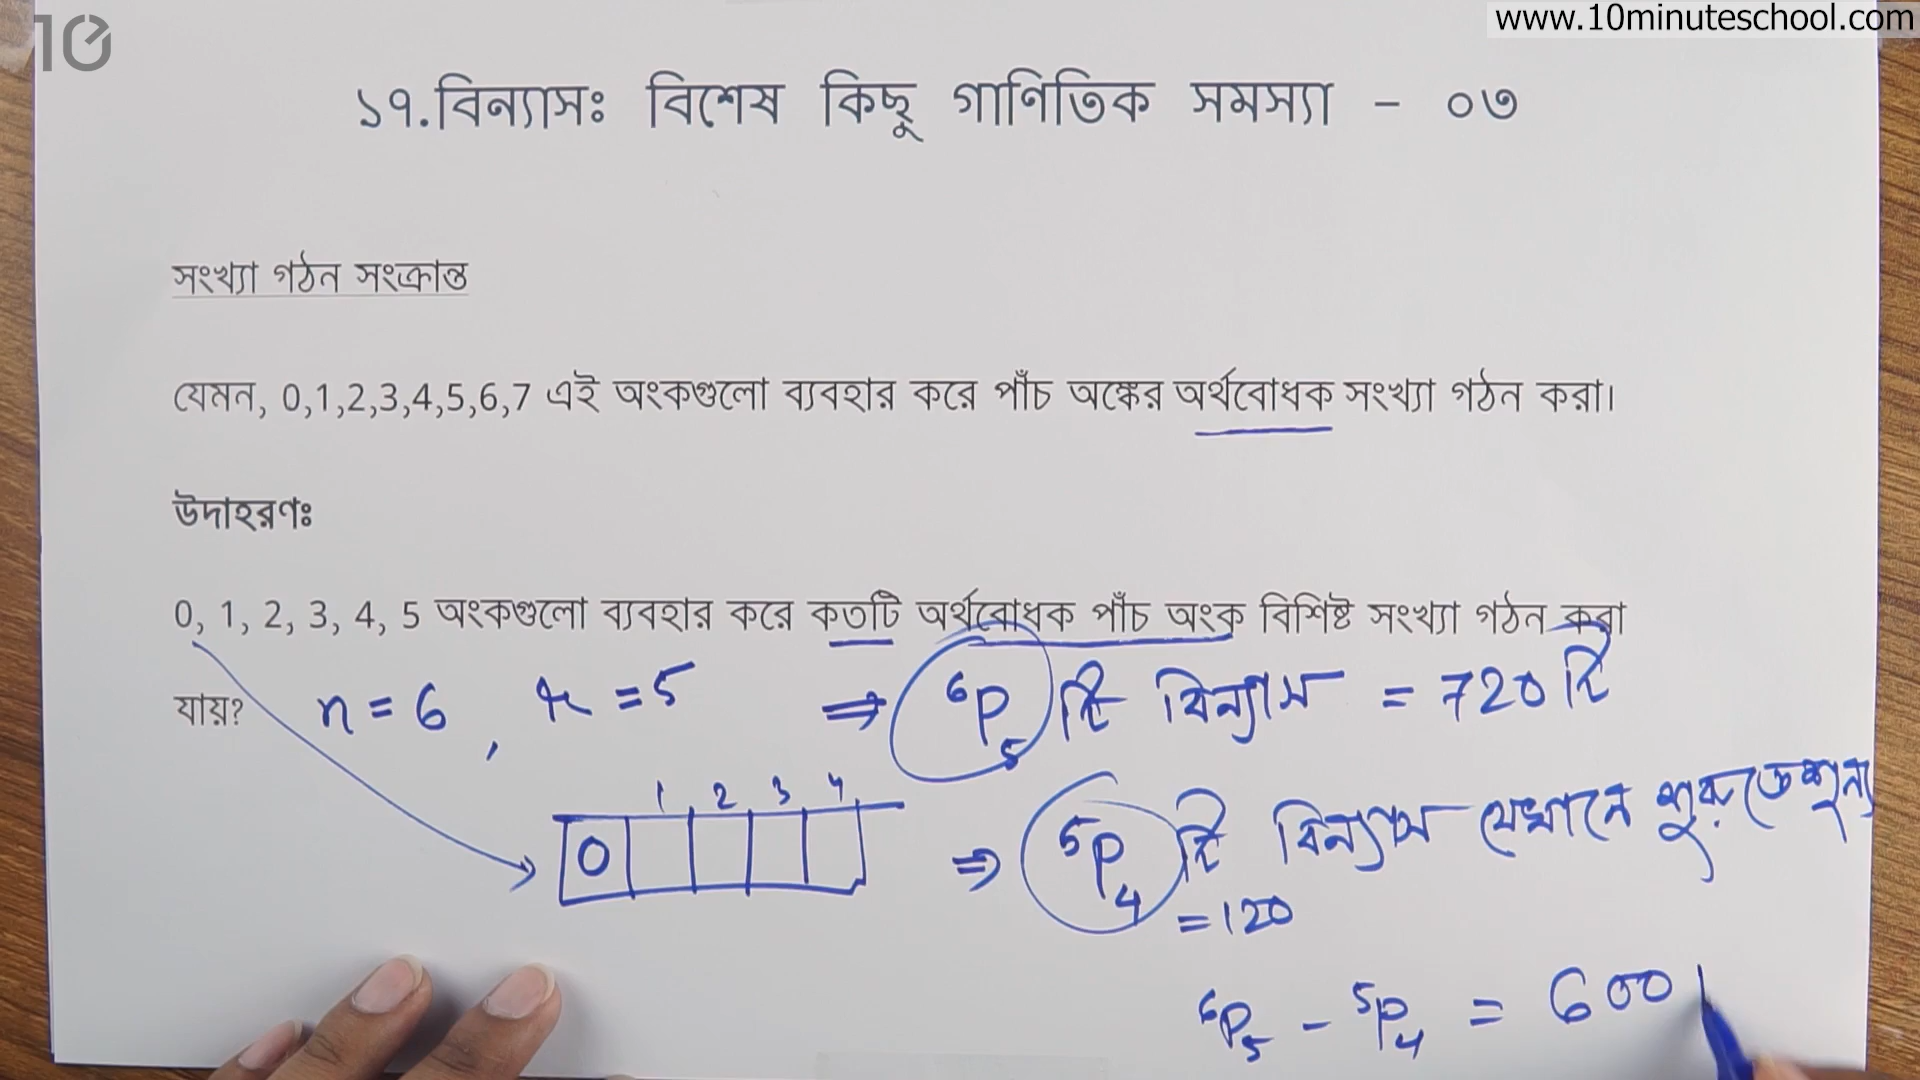 10
www.10minuteschool.com
১৭.বিন্যাসঃ বিশেষ কিছু গাণিতিক সমস্যা - ০৩
সংখ্যা গঠন সংক্রান্ত
যেমন, 0,1,2,3,4,5,6,7 এই অংকগুলো ব্যবহার করে পাঁচ অঙ্কের অর্থবোধক সংখ্যা গঠন করা।
উদাহরণঃ
0, 1, 2, 3, 4, 5 অংকগুলো ব্যবহার করে কতটি অর্থবোধক পাঁচ অংক বিশিষ্ট সংখ্যা গঠন করা
যায়? n = 6 , r = 5 ⇒ ⁶P₅ টি বিন্যাস = 720 টি
1 2 3 4
0 ⇒ ⁵P₄ টি বিন্যাস যেখানে শুরুতে শূন্য
= 120
⁶P₅ - ⁵P₄ = 600